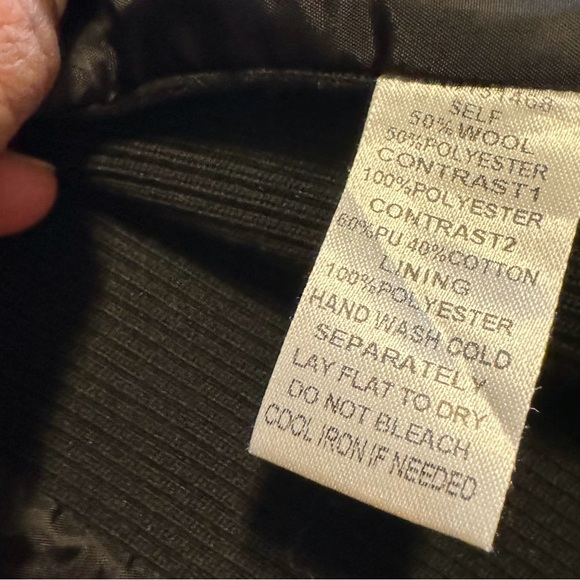 SELF
50%WOOL
50%POLYESTER
CONTRAST1
100%POLYESTER
CONTRAST2
60%PU 40%COTTON
LINING
100%POLYESTER
HAND WASH COLD
SEPARATELY
LAY FLAT TO DRY
DO NOT BLEACH
COOL IRON IF NEEDED